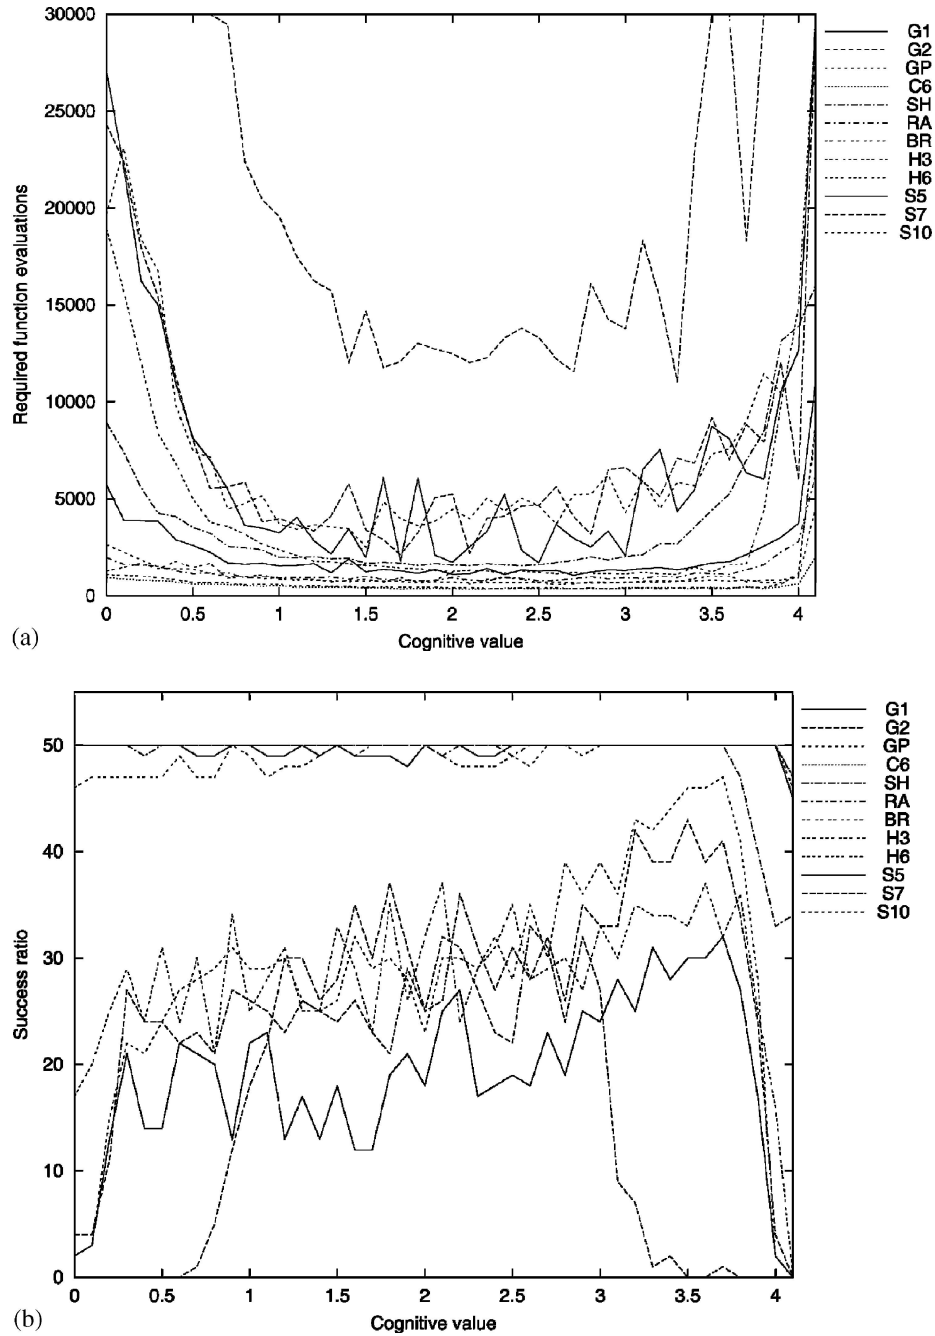 30000
25000
20000
15000
10000
5000
0
Required function evaluations
0 0.5 1 1.5 2 2.5 3 3.5 4
Cognitive value
G1
G2
GP
C6
SH
RA
BR
H3
H6
S5
S7
S10
(a)
50
40
30
20
10
0
Success ratio
0 0.5 1 1.5 2 2.5 3 3.5 4
Cognitive value
G1
G2
GP
C6
SH
RA
BR
H3
H6
S5
S7
S10
(b)